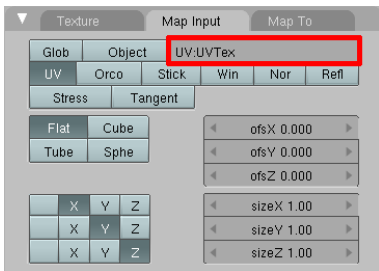 Texture Map Input Map To
Glob Object UV:UVTex
UV Orco Stick Win Nor Refl
Stress Tangent
Flat Cube ofsX 0.000
Tube Sphe ofsY 0.000
ofsZ 0.000
X Y Z sizeX 1.00
X Y Z sizeY 1.00
X Y Z sizeZ 1.00